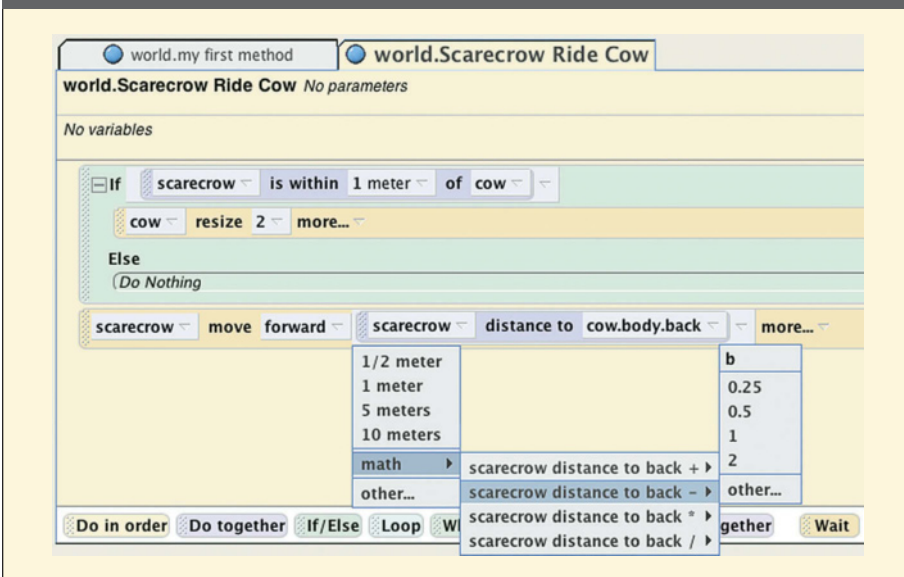 world.my first method world.Scarecrow Ride Cow
world.Scarecrow Ride Cow No parameters
No variables
If scarecrow is within 1 meter of cow
cow resize 2 more...
Else
(Do Nothing
scarecrow move forward scarecrow distance to cow.body.back more...
1/2 meter
1 meter
5 meters
10 meters
math
other...
scarecrow distance to back +
scarecrow distance to back -
scarecrow distance to back *
scarecrow distance to back /
b
0.25
0.5
1
2
other...
Do in order Do together If/Else Loop gether Wait